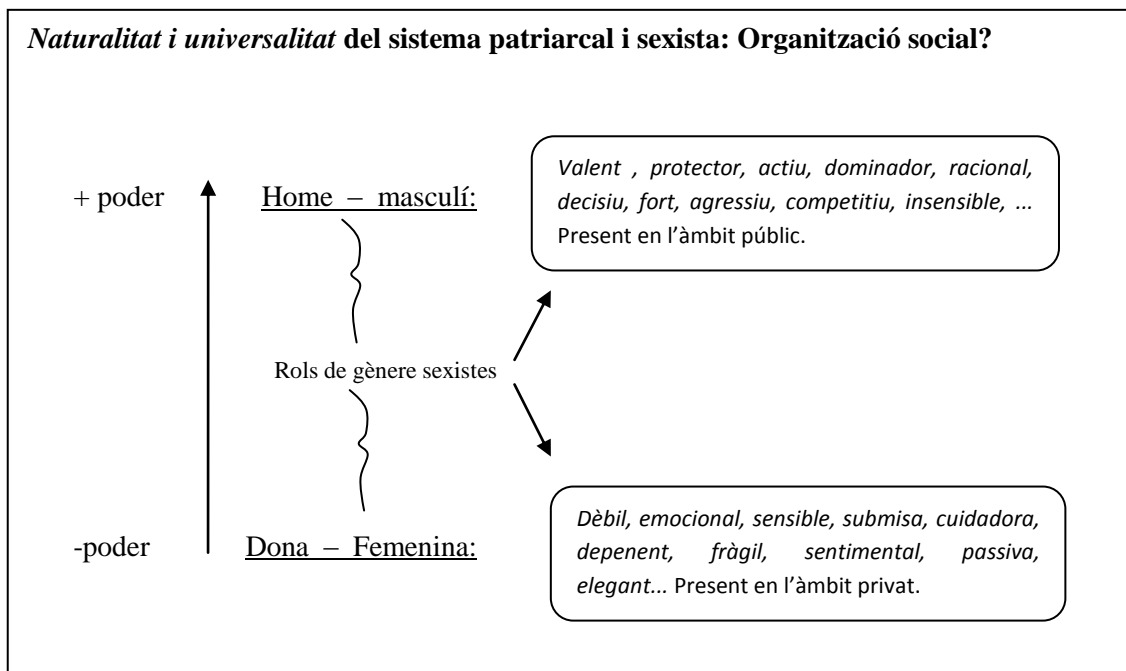 Naturalitat i universalitat del sistema patriarcal i sexista: Organització social?
Valent , protector, actiu, dominador, racional,
decisiu, fort, agressiu, competitiu, insensible, ...
Present en l’àmbit públic.
+ poder
Home – masculí:
Rols de gènere sexistes
-poder
Dona – Femenina:
Dèbil, emocional, sensible, submisa, cuidadora,
depenent, fràgil, sentimental, passiva,
elegant... Present en l’àmbit privat.